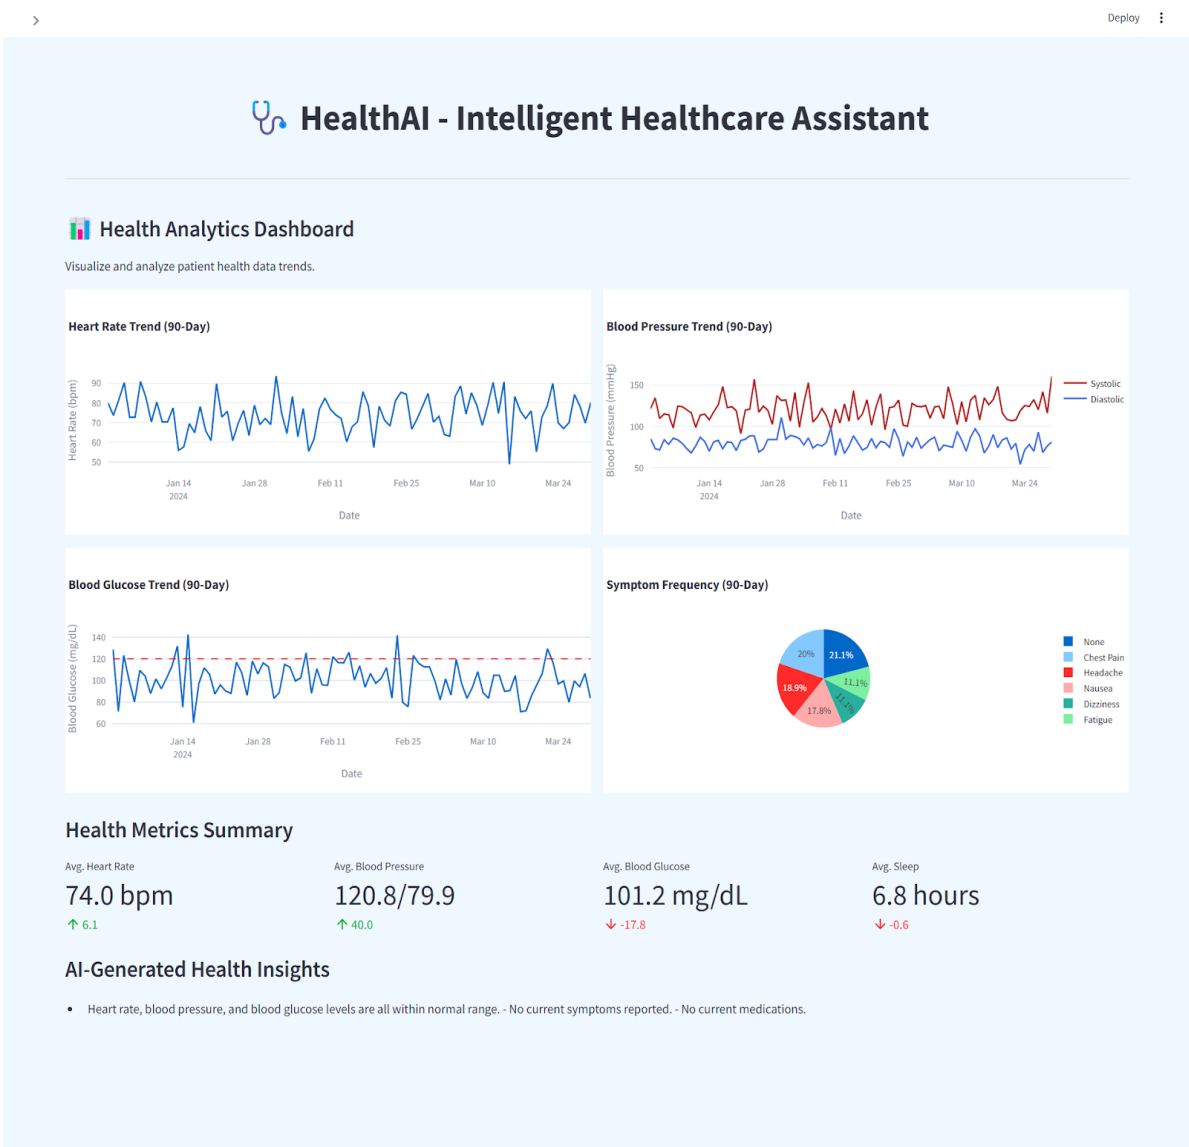 Deploy
HealthAI - Intelligent Healthcare Assistant
Health Analytics Dashboard
Visualize and analyze patient health data trends.
Heart Rate Trend (90-Day)
Heart Rate (bpm)
90
80
70
60
50
Jan 14
2024
Jan 28
Feb 11
Feb 25
Mar 10
Mar 24
Date
Blood Pressure Trend (90-Day)
Blood Pressure (mmHg)
150
100
50
Jan 14
2024
Jan 28
Feb 11
Feb 25
Mar 10
Mar 24
Date
Systolic
Diastolic
Blood Glucose Trend (90-Day)
Blood Glucose (mg/dL)
140
120
100
80
60
Jan 14
2024
Jan 28
Feb 11
Feb 25
Mar 10
Mar 24
Date
Symptom Frequency (90-Day)
20%
21.1%
11.1%
11.1%
17.8%
18.9%
None
Chest Pain
Headache
Nausea
Dizziness
Fatigue
Health Metrics Summary
Avg. Heart Rate
74.0 bpm
6.1
Avg. Blood Pressure
120.8/79.9
40.0
Avg. Blood Glucose
101.2 mg/dL
-17.8
Avg. Sleep
6.8 hours
-0.6
AI-Generated Health Insights
Heart rate, blood pressure, and blood glucose levels are all within normal range. - No current symptoms reported. - No current medications.